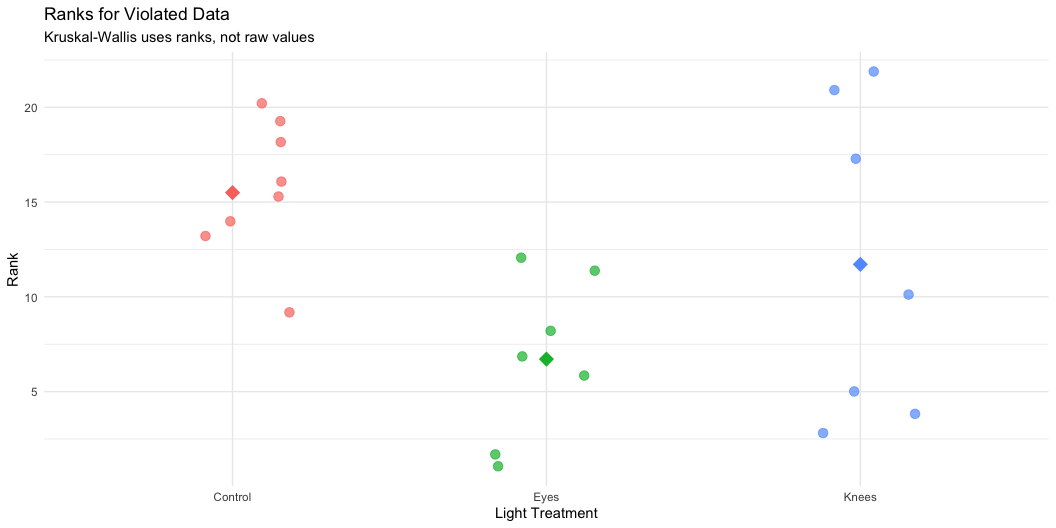 Ranks for Violated Data
Kruskal-Wallis uses ranks, not raw values
Rank
20
15
10
5
Control
Eyes
Knees
Light Treatment